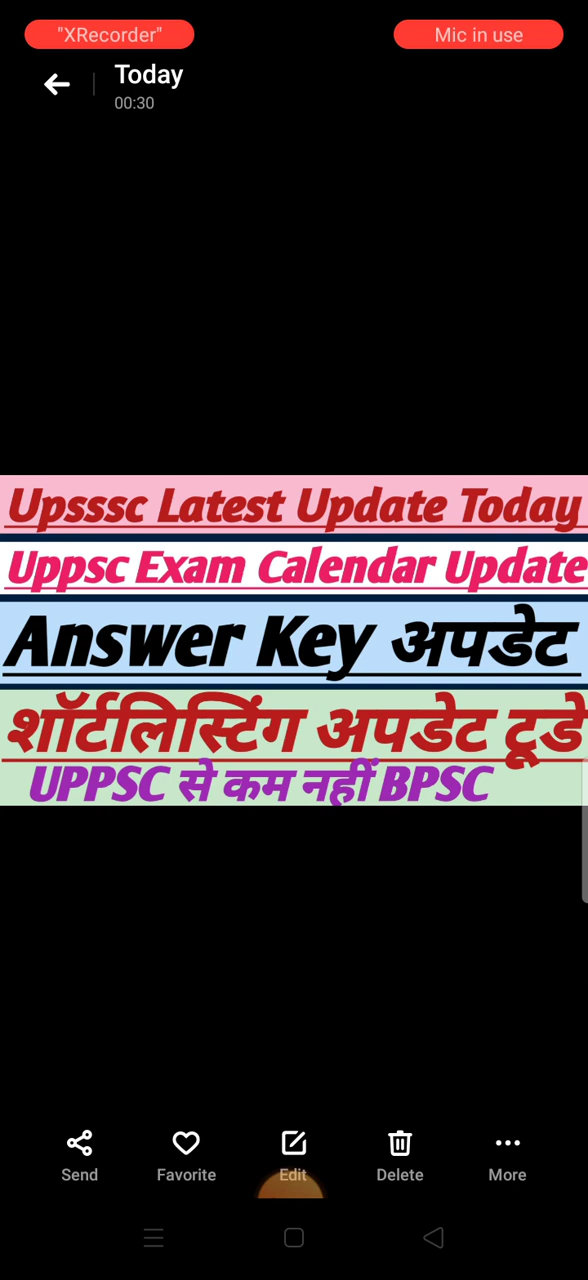 "XRecorder" Mic in use
Today
00:30
Upsssc Latest Update Today
Uppsc Exam Calendar Update
Answer Key अपडेट
शॉर्टलिस्टिंग अपडेट टूडे
UPPSC से कम नहीं BPSC
Send Favorite Edit Delete More